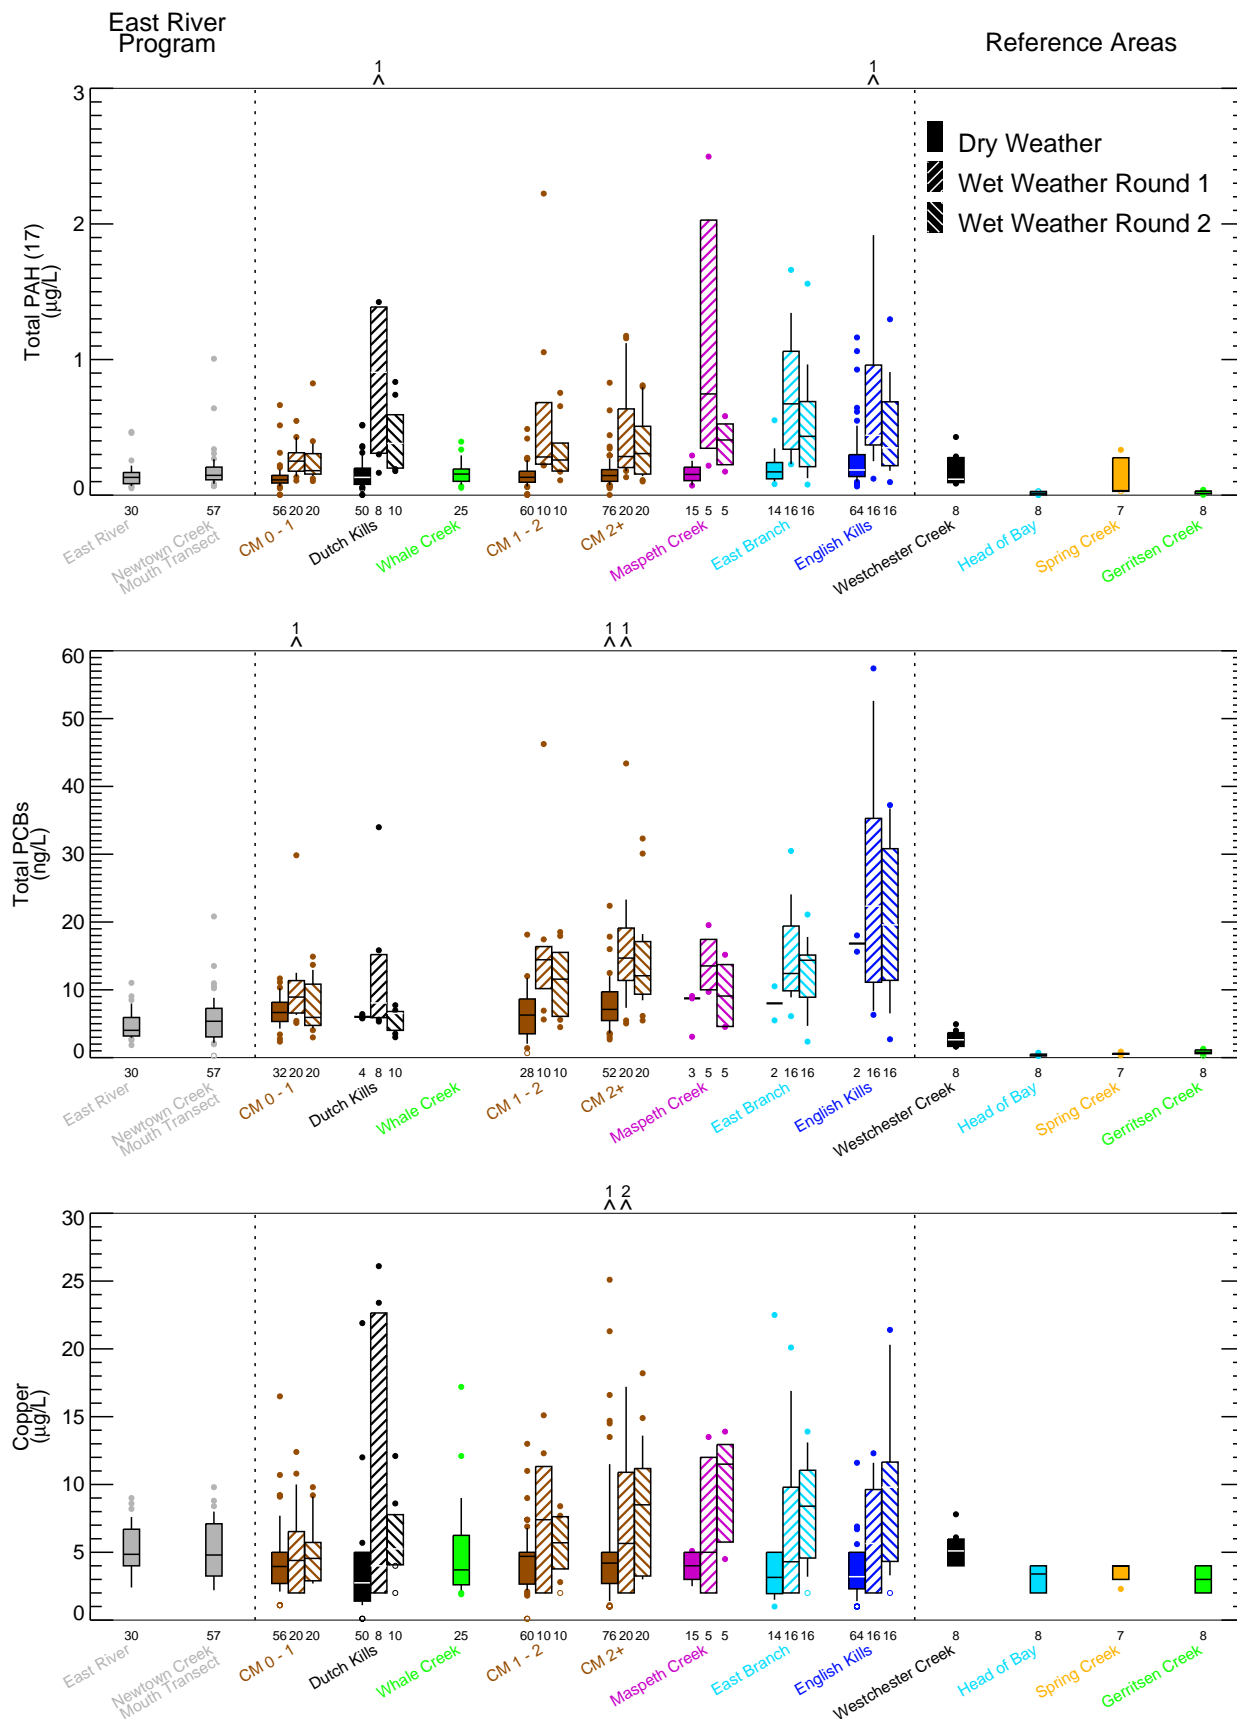 East River
Program
Reference Areas
1
1
^
^
3
2
1
0
Total PAH (17)
(µg/L)
Dry Weather
Wet Weather Round 1
Wet Weather Round 2
30 57 56 20 20 50 8 10 25 60 10 10 76 20 20 15 5 5 14 16 16 64 16 16 8 8 7 8
East River
Newtown Creek
Mouth Transect
CM 0 - 1
Dutch Kills
Whale Creek
CM 1 - 2
CM 2+
Maspeth Creek
East Branch
English Kills
Westchester Creek
Head of Bay
Spring Creek
Gerritsen Creek
1 1 1
^ ^ ^
60
50
40
30
20
10
0
Total PCBs
(ng/L)
30 57 32 20 20 4 8 10 28 10 10 52 20 20 3 5 5 2 16 16 2 16 16 8 8 7 8
East River
Newtown Creek
Mouth Transect
CM 0 - 1
Dutch Kills
Whale Creek
CM 1 - 2
CM 2+
Maspeth Creek
East Branch
English Kills
Westchester Creek
Head of Bay
Spring Creek
Gerritsen Creek
1 2
^ ^
30
25
20
15
10
5
0
Copper
(µg/L)
30 57 56 20 20 50 8 10 25 60 10 10 76 20 20 15 5 5 14 16 16 64 16 16 8 8 7 8
East River
Newtown Creek
Mouth Transect
CM 0 - 1
Dutch Kills
Whale Creek
CM 1 - 2
CM 2+
Maspeth Creek
East Branch
English Kills
Westchester Creek
Head of Bay
Spring Creek
Gerritsen Creek